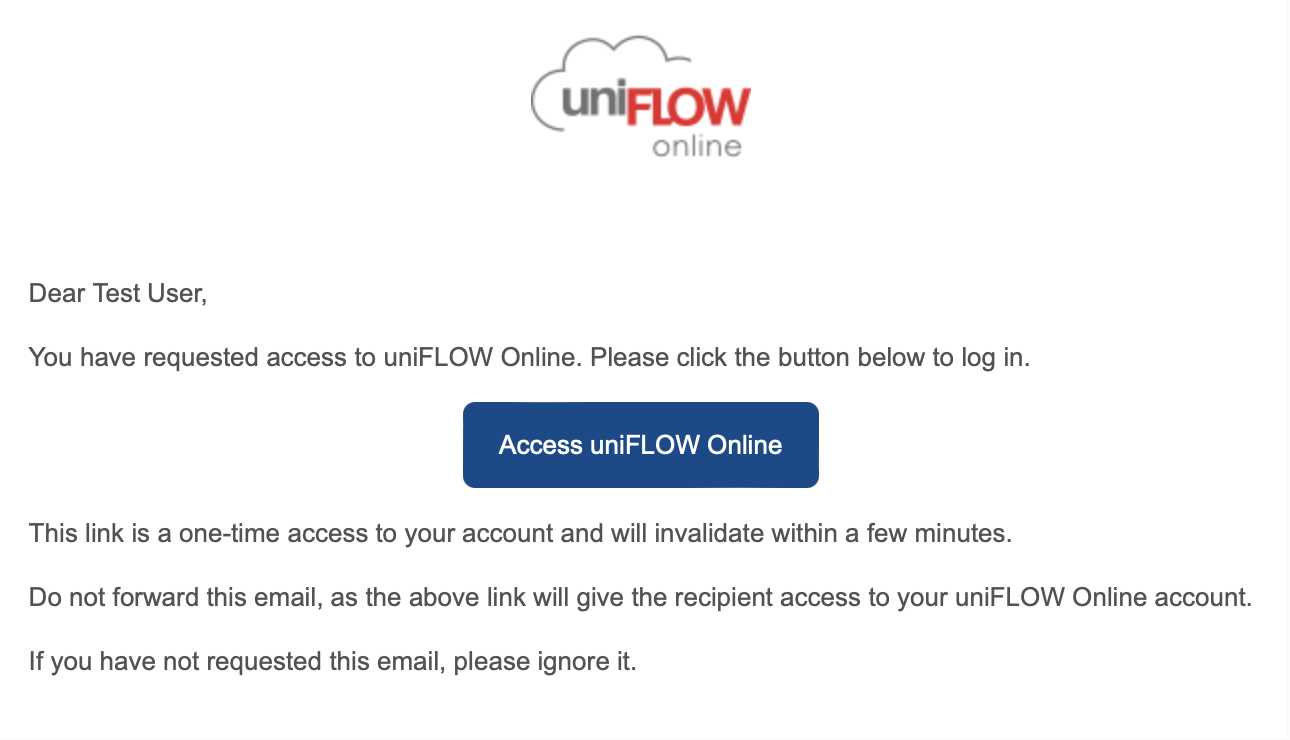 uniFLOW
online
Dear Test User,
You have requested access to uniFLOW Online. Please click the button below to log in.
Access uniFLOW Online
This link is a one-time access to your account and will invalidate within a few minutes.
Do not forward this email, as the above link will give the recipient access to your uniFLOW Online account.
If you have not requested this email, please ignore it.